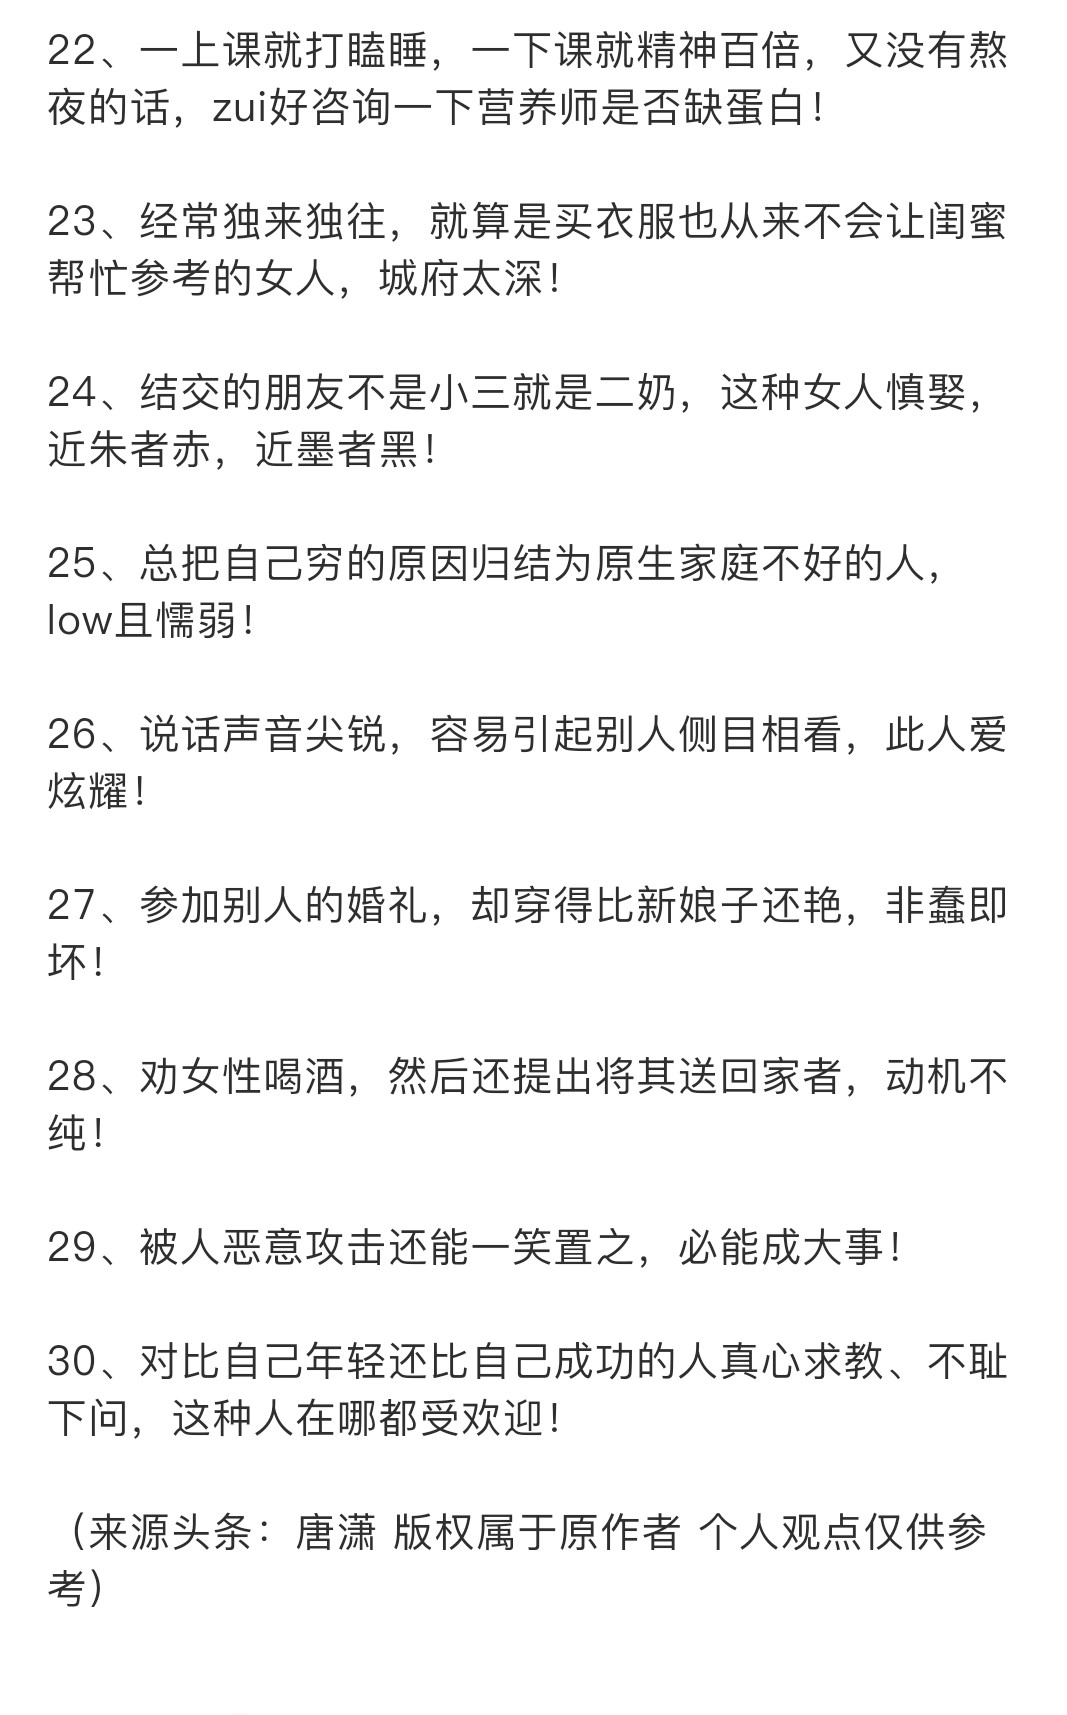 22、一上课就打瞌睡，一下课就精神百倍，又没有熬
夜的话，zui好咨询一下营养师是否缺蛋白！
23、经常独来独往，就算是买衣服也从来不会让闺蜜
帮忙参考的女人，城府太深！
24、结交的朋友不是小三就是二奶，这种女人慎娶，
近朱者赤，近墨者黑！
25、总把自己穷的原因归结为原生家庭不好的人，
low且懦弱！
26、说话声音尖锐，容易引起别人侧目相看，此人爱
炫耀！
27、参加别人的婚礼，却穿得比新娘子还艳，非蠢即
坏！
28、劝女性喝酒，然后还提出将其送回家者，动机不
纯！
29、被人恶意攻击还能一笑置之，必能成大事！
30、对比自己年轻还比自己成功的人真心求教、不耻
下问，这种人在哪都受欢迎！
（来源头条：唐潇 版权属于原作者 个人观点仅供参
考）